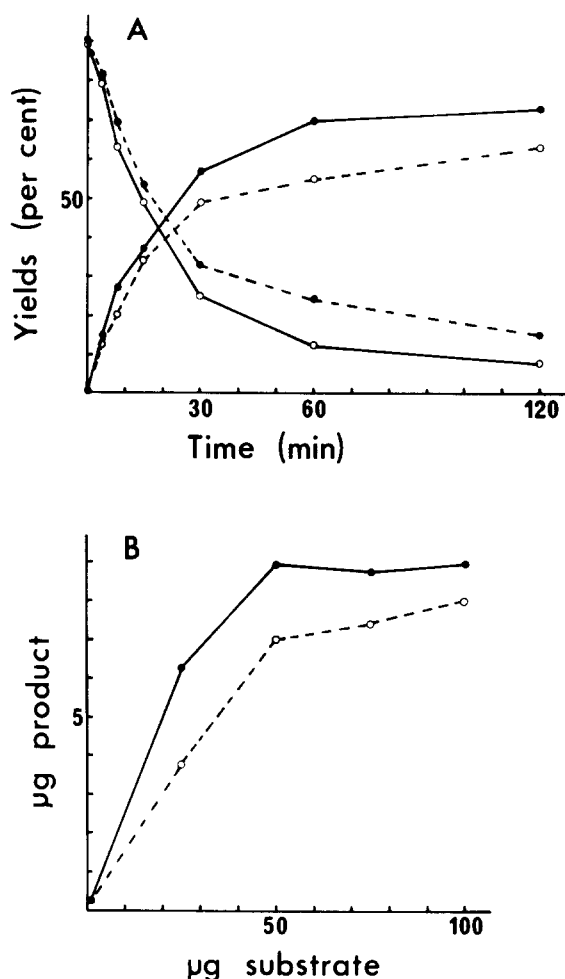 A
Yields (per cent)
50
30 60 120
Time (min)
B
µg product
5
50 100
µg substrate